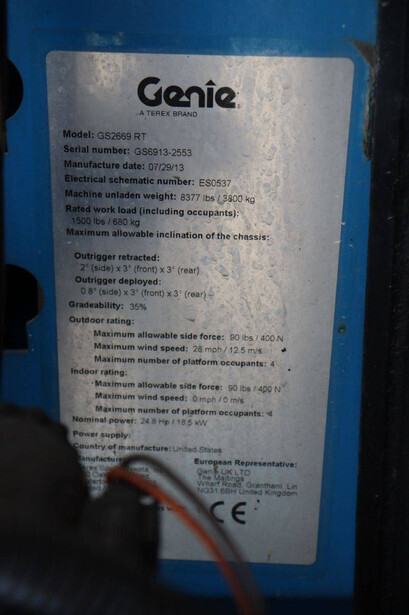 Genie
A TEREX BRAND
Model: GS2669 RT
Serial number: GS6913-2553
Manufacture date: 07/29/13
Electrical schematic number: ES0537
Machine unladen weight: 8377 lbs / 3800 kg
Rated work load (including occupants):
1500 lbs / 680 kg
Maximum allowable inclination of the chassis:
Outrigger retracted:
2° (side) x 3° (front) x 3° (rear)
Outrigger deployed:
0.8° (side) x 3° (front) x 3° (rear)
Gradeability: 35%
Outdoor rating:
Maximum allowable side force: 90 lbs / 400 N
Maximum wind speed: 28 mph / 12.5 m/s
Maximum number of platform occupants: 4
Indoor rating:
Maximum allowable side force: 90 lbs / 400 N
Maximum wind speed: 0 mph / 0 m/s
Maximum number of platform occupants: 4
Nominal power: 24.8 Hp / 18.5 kW
Power supply:
Country of manufacture: United States
European Representative:
Genie UK LTD
The Maltings
Wharf Road, Grantham, Lin
NG31 6BH United Kingdom
CE